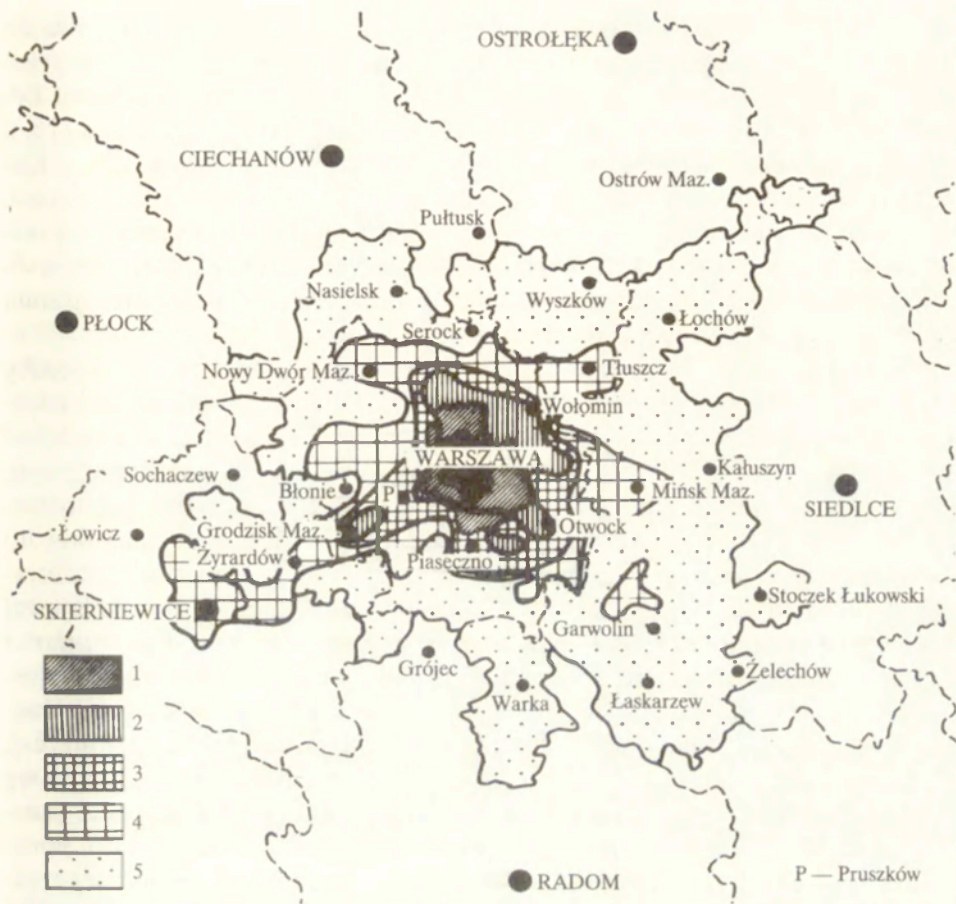 OSTROŁĘKA
CIECHANÓW
Ostrów Maz.
Pułtusk
Nasielsk
Wyszków
PŁOCK
Łochów
Serock
Nowy Dwór Maz.
Tłuszcz
Wołomin
WARSZAWA
Sochaczew
Kałuszyn
Błonie
P
Mińsk Maz.
SIEDLCE
Łowicz
Grodzisk Maz.
Otwock
Żyrardów
Piaseczno
Stoczek Łukowski
SKIERNIEWICE
Garwolin
Grójec
Żelechów
Warka
Łaskarzew
1
2
3
4
5
RADOM
P — Pruszków